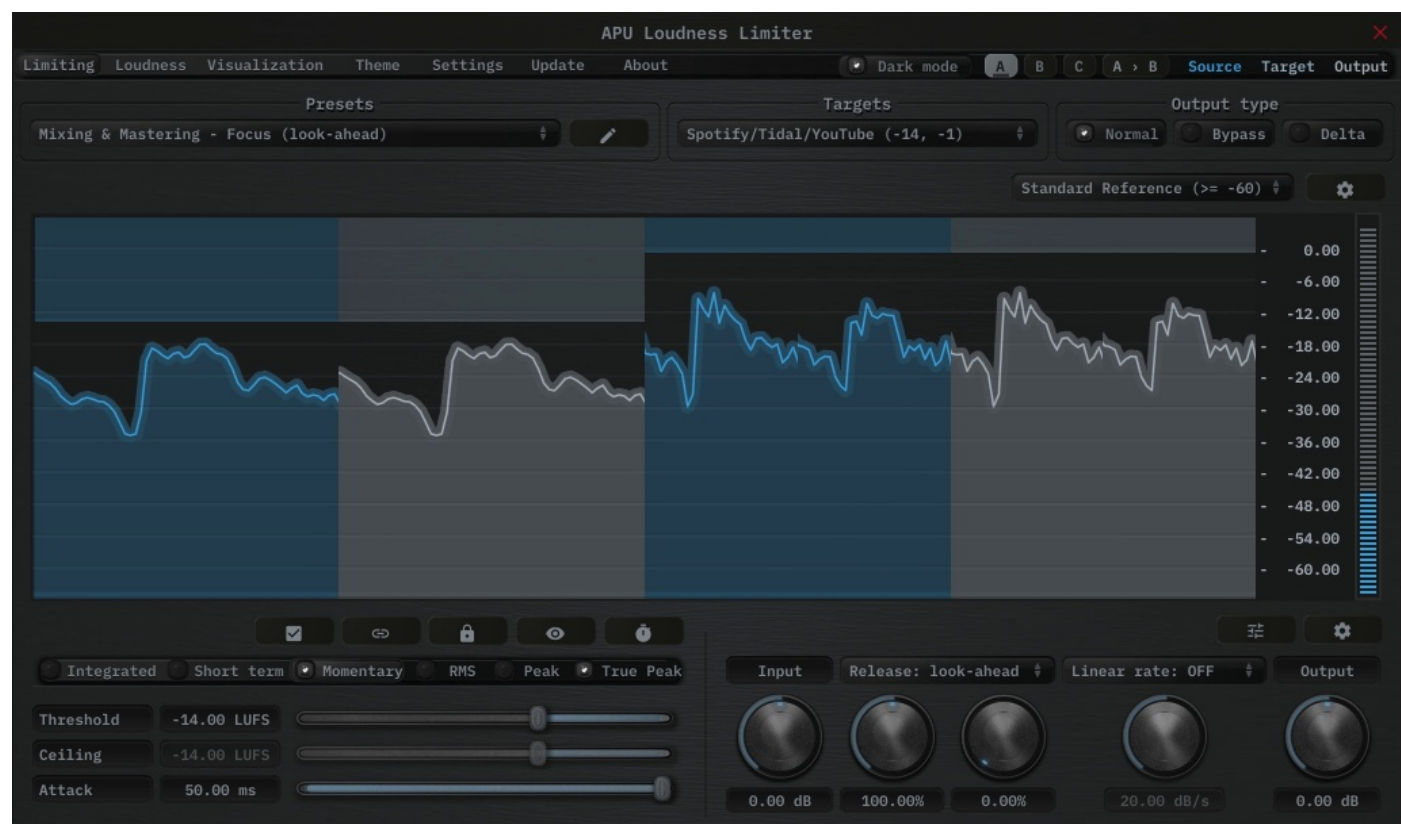 APU Loudness Limiter
Limiting Loudness Visualization Theme Settings Update About Dark mode A B C A › B Source Target Output
Presets Targets Output type
Mixing & Mastering - Focus (look-ahead) Spotify/Tidal/YouTube (-14, -1) Normal Bypass Delta
Standard Reference (>= -60)
- 0.00
- -6.00
- -12.00
- -18.00
- -24.00
- -30.00
- -36.00
- -42.00
- -48.00
- -54.00
- -60.00
Integrated Short term Momentary RMS Peak True Peak
Threshold -14.00 LUFS
Ceiling -14.00 LUFS
Attack 50.00 ms
Input Release: look-ahead Linear rate: OFF Output
0.00 dB 100.00% 0.00% 20.00 dB/s 0.00 dB